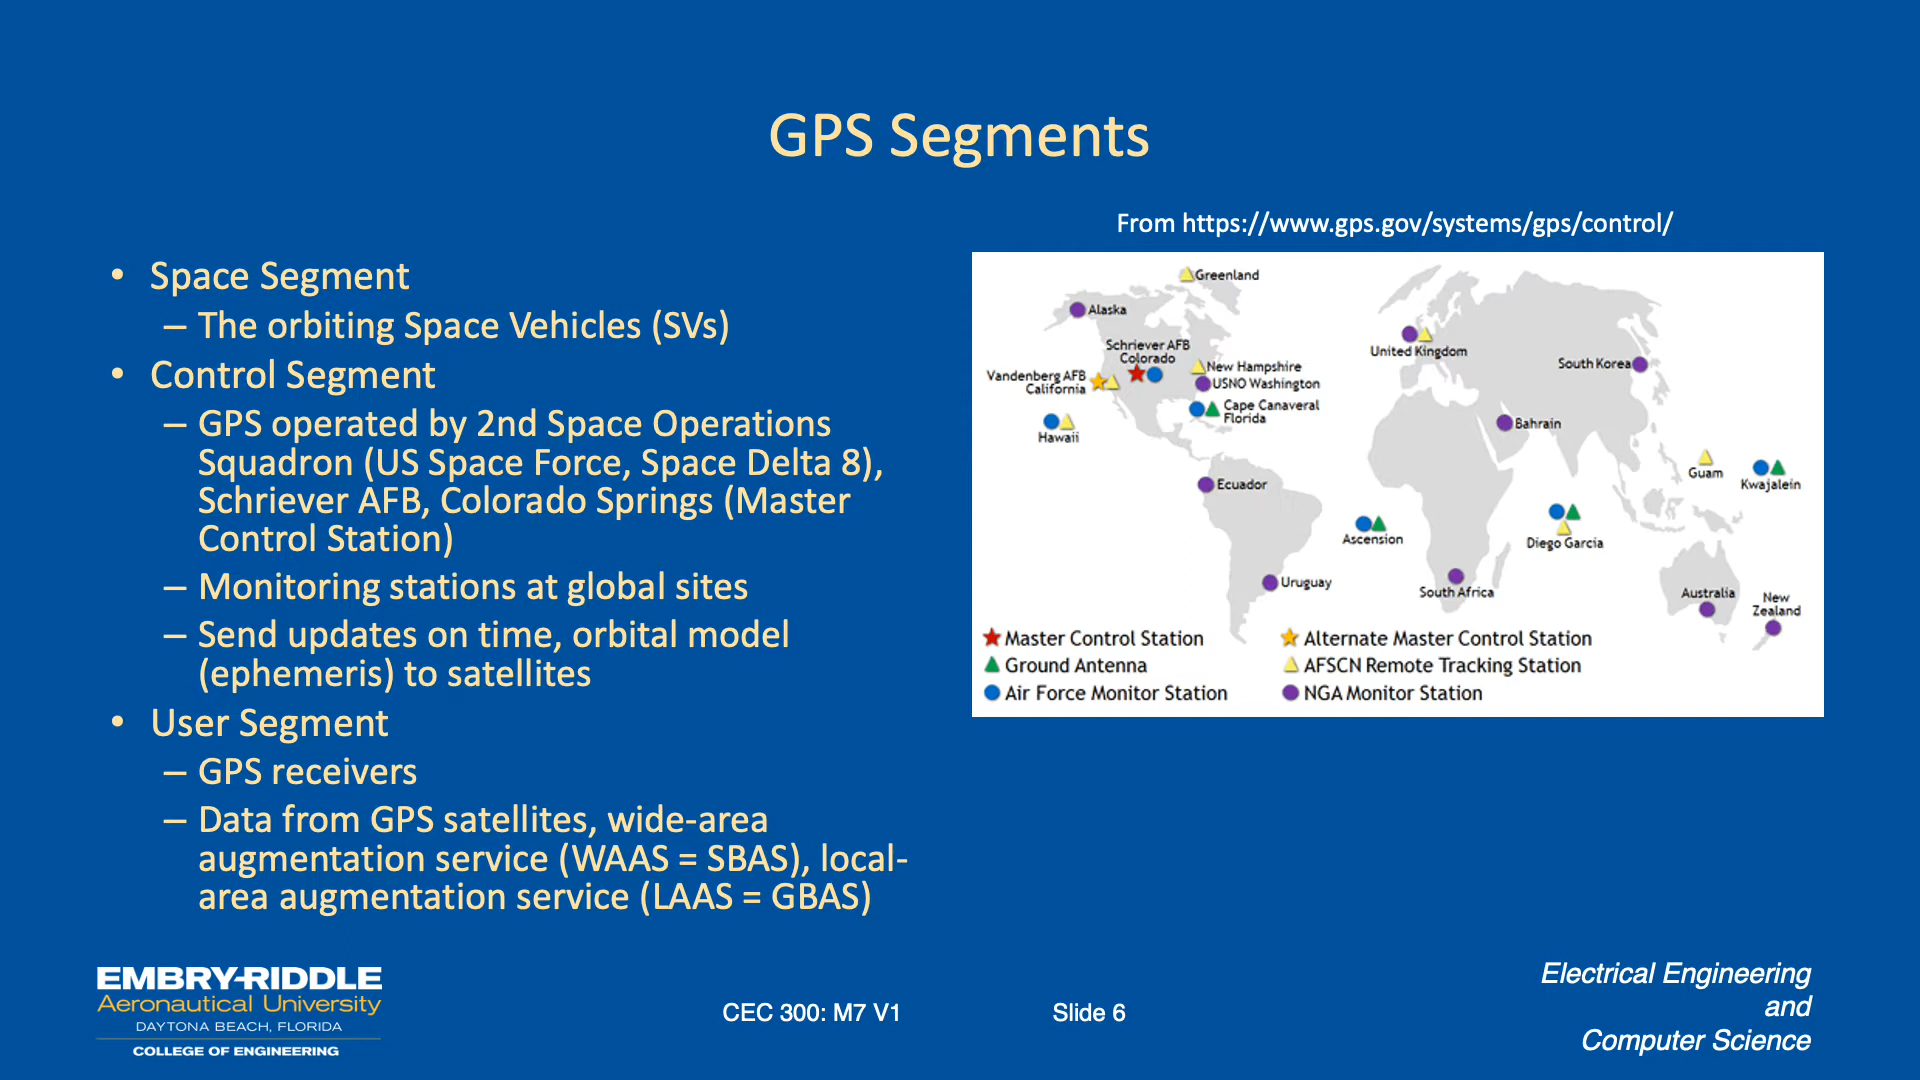 GPS Segments
From https://www.gps.gov/systems/gps/control/
• Space Segment
– The orbiting Space Vehicles (SVs)
• Control Segment
– GPS operated by 2nd Space Operations
Squadron (US Space Force, Space Delta 8),
Schriever AFB, Colorado Springs (Master
Control Station)
– Monitoring stations at global sites
– Send updates on time, orbital model
(ephemeris) to satellites
• User Segment
– GPS receivers
– Data from GPS satellites, wide-area
augmentation service (WAAS = SBAS), local-
area augmentation service (LAAS = GBAS)
Greenland
Alaska
Schriever AFB
Colorado
Vandenberg AFB
California
New Hampshire
USNO Washington
Cape Canaveral
Florida
Hawaii
United Kingdom
South Korea
Bahrain
Guam
Kwajalein
Ecuador
Ascension
Diego Garcia
Uruguay
South Africa
Australia
New
Zealand
Master Control Station
Alternate Master Control Station
Ground Antenna
AFSCN Remote Tracking Station
Air Force Monitor Station
NGA Monitor Station
EMBRY-RIDDLE
Aeronautical University
DAYTONA BEACH, FLORIDA
COLLEGE OF ENGINEERING
CEC 300: M7 V1
Slide 6
Electrical Engineering
and
Computer Science